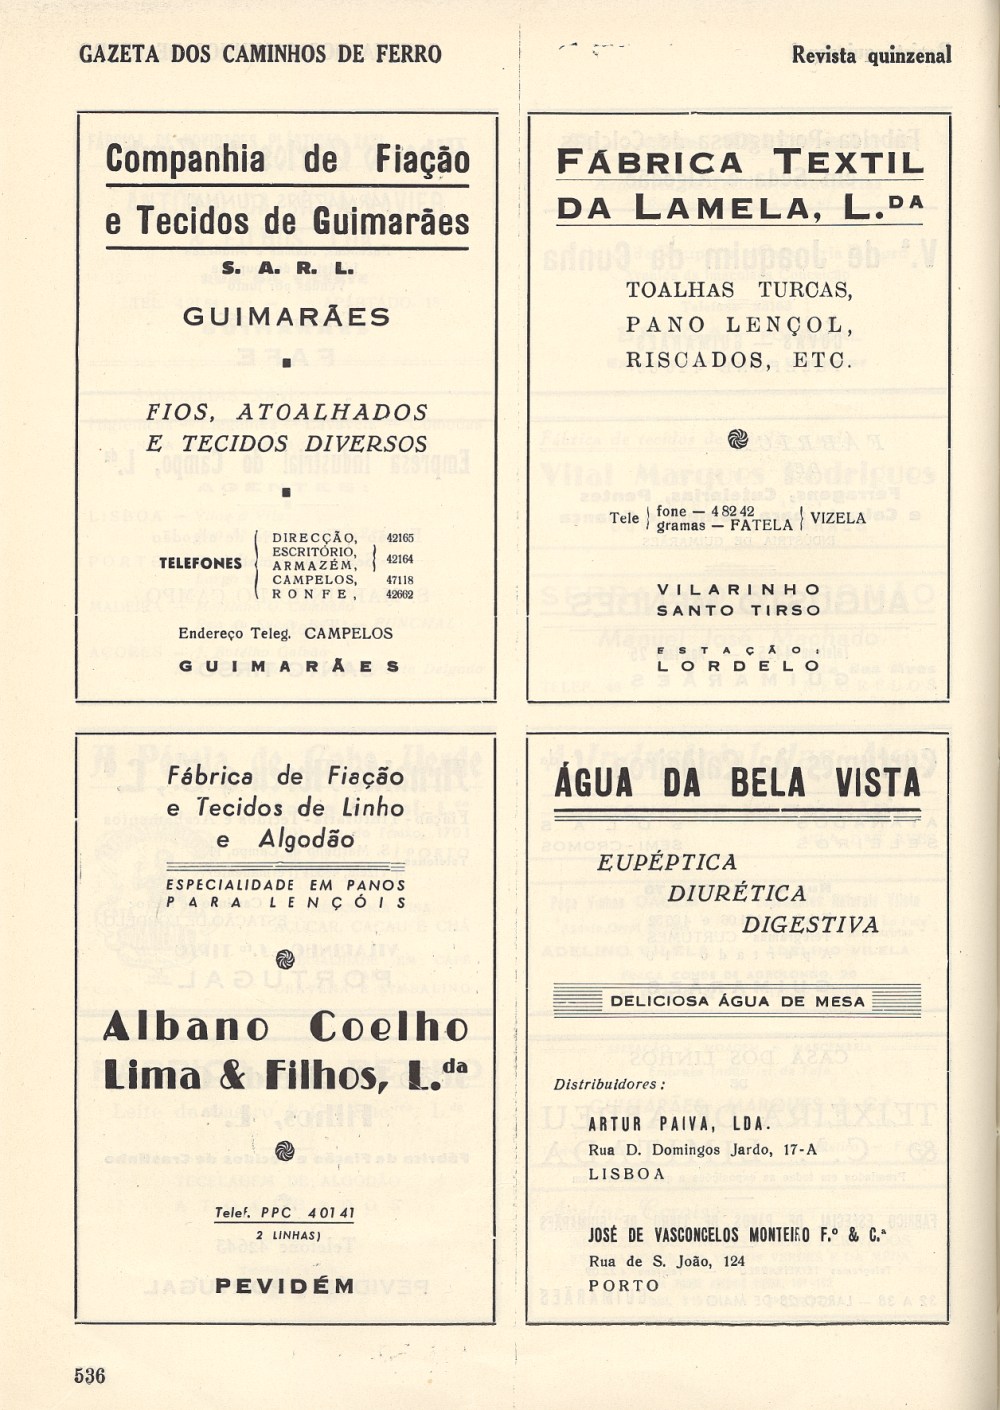 GAZETA DOS CAMINHOS DE FERRO
Revista quinzenal
Companhia de Fiação
e Tecidos de Guimarães
S. A. R. L.
GUIMARÃES
FIOS, ATOALHADOS
E TECIDOS DIVERSOS
TELEFONES
DIRECÇÃO, 42165
ESCRITÓRIO,
ARMAZÉM, 42164
CAMPELOS, 47118
RONFE, 42662
Endereço Teleg. CAMPELOS
GUIMARÃES
FÁBRICA TEXTIL
DA LAMELA, L.DA
TOALHAS TURCAS,
PANO LENÇOL,
RISCADOS, ETC.
Tele fone — 48242
gramas — FATELA VIZELA
VILARINHO
SANTO TIRSO
ESTAÇÃO:
LORDELO
Fábrica de Fiação
e Tecidos de Linho
e Algodão
ESPECIALIDADE EM PANOS
PARA LENÇÓIS
Albano Coelho
Lima & Filhos, L.da
Telef. PPC 40141
2 LINHAS)
PEVIDÉM
ÁGUA DA BELA VISTA
EUPÉPTICA
DIURÉTICA
DIGESTIVA
DELICIOSA ÁGUA DE MESA
Distribuidores:
ARTUR PAIVA, LDA.
Rua D. Domingos Jardo, 17-A
LISBOA
JOSÉ DE VASCONCELOS MONTEIRO F.º & C.ª
Rua de S. João, 124
PORTO
536